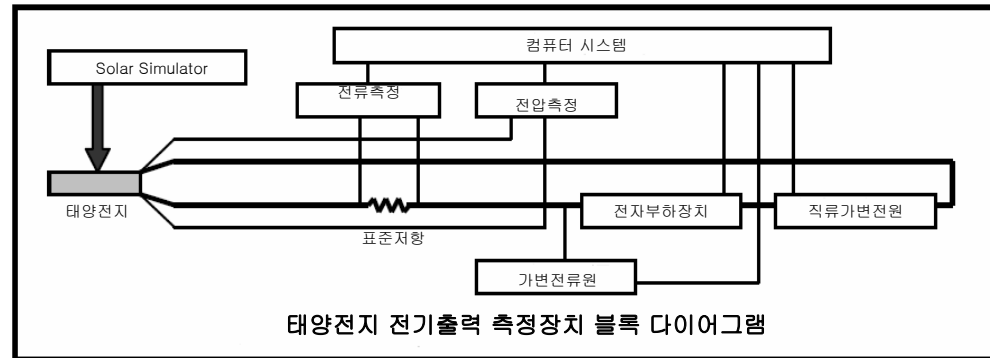 컴퓨터 시스템
Solar Simulator
전류측정
전압측정
태양전지
표준저항
전자부하장치
직류가변전원
가변전류원
태양전지 전기출력 측정장치 블록 다이어그램